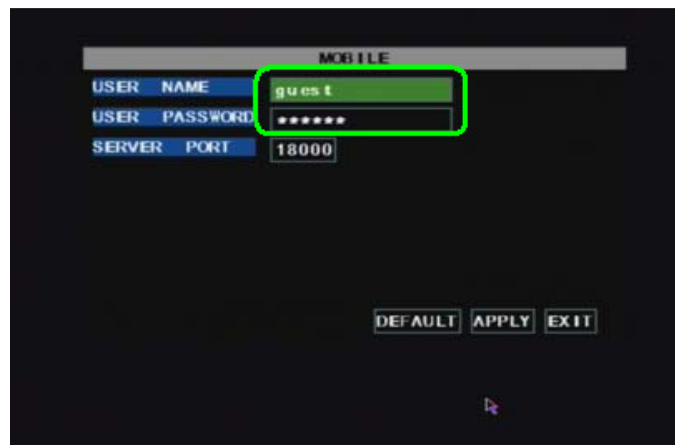 MOBILE
USER NAME guest
USER PASSWORD ******
SERVER PORT 18000
DEFAULT APPLY EXIT